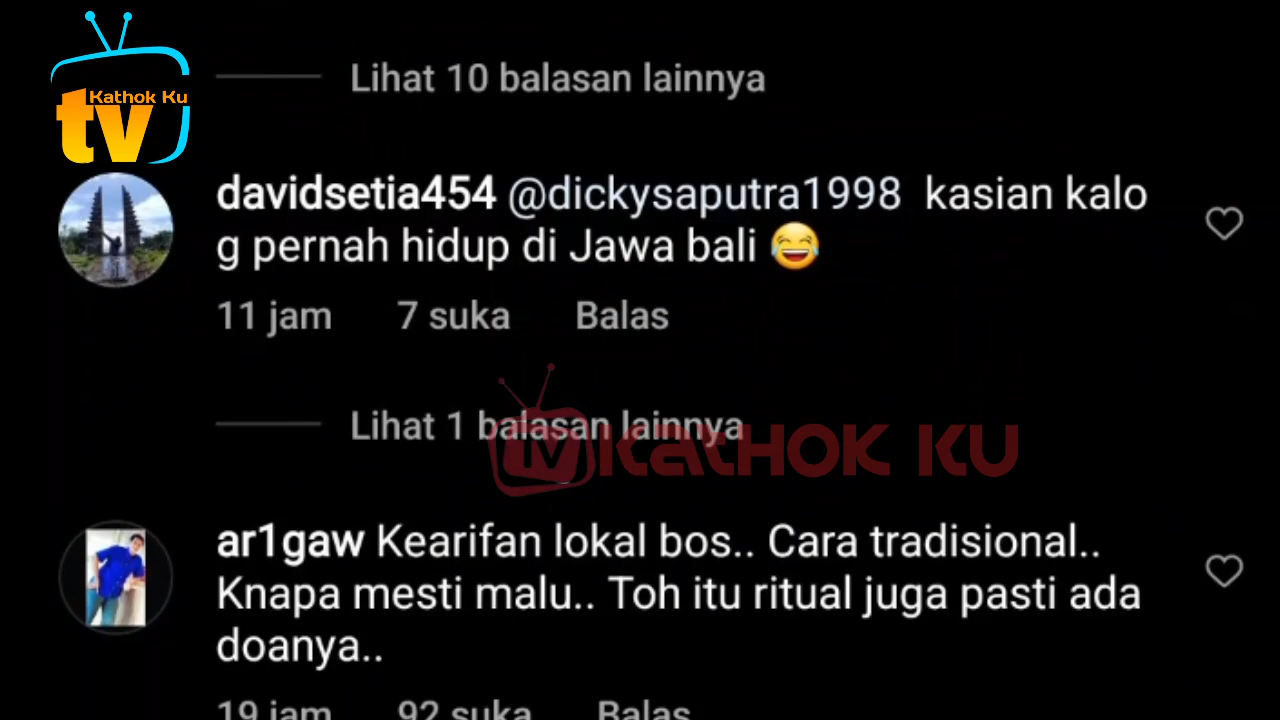 Kathok Ku
tv
Lihat 10 balasan lainnya
davidsetia454 @dickysaputra1998 kasian kalo
g pernah hidup di Jawa bali 😂
11 jam 7 suka Balas
Lihat 1 balasan lainnya
tv KATHOK KU
ar1gaw Kearifan lokal bos.. Cara tradisional..
Knapa mesti malu.. Toh itu ritual juga pasti ada
doanya..
19 jam 92 suka Balas